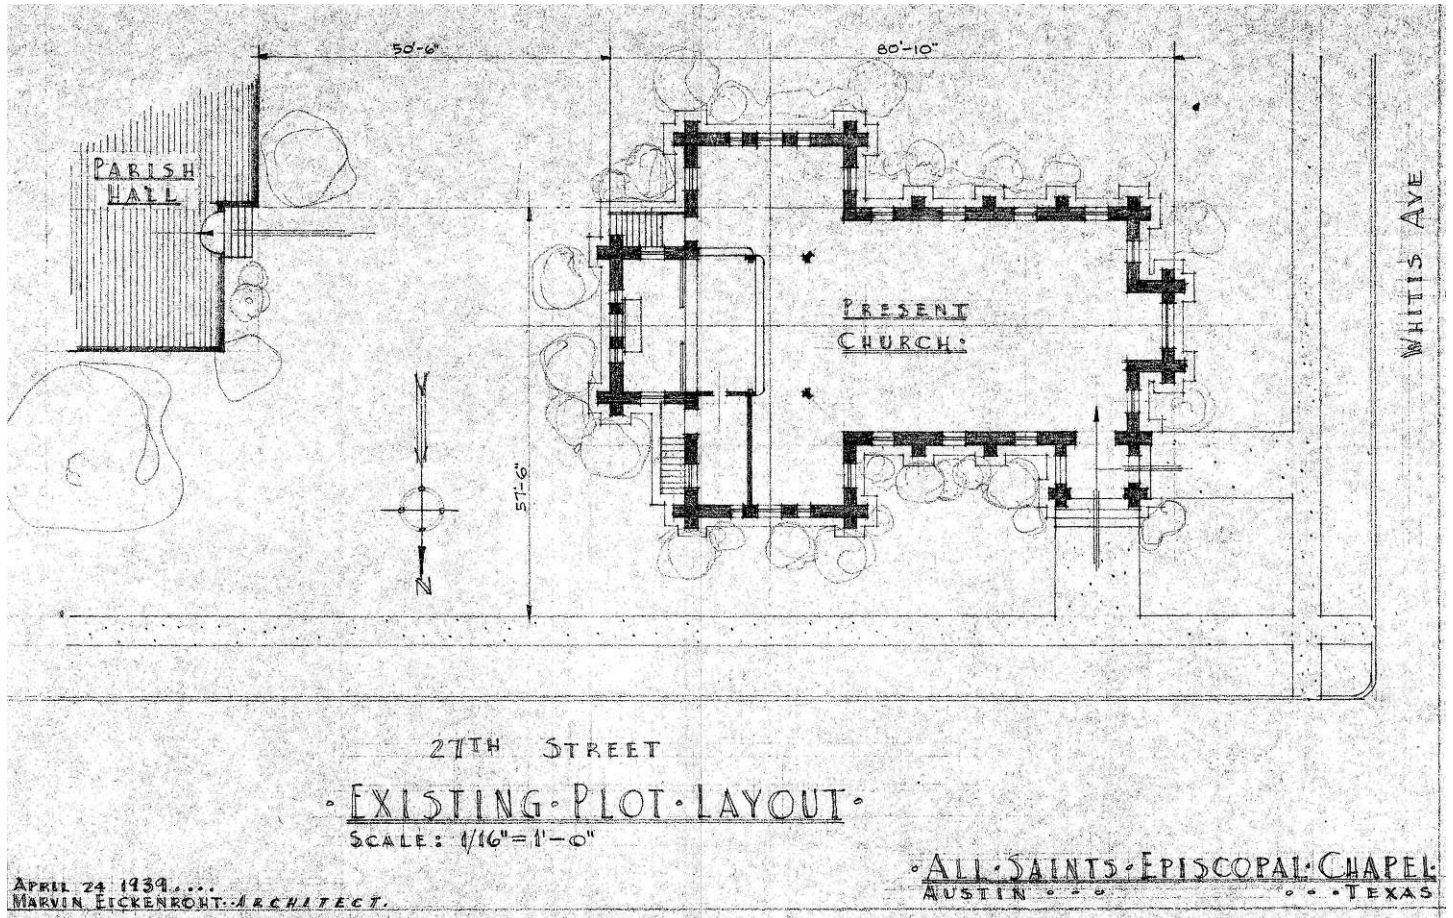 50'-6"
80'-10"
PARISH
HALL
WHITIS AVE
PRESENT
CHURCH:
57'-6"
N
27TH STREET
·EXISTING·PLOT·LAYOUT·
SCALE: 1/16"=1'-0"
·ALL·SAINTS·EPISCOPAL·CHAPEL
AUSTIN · · · · · · TEXAS
APRIL 24 1939....
MARVIN EICKENROHT·ARCHITECT.